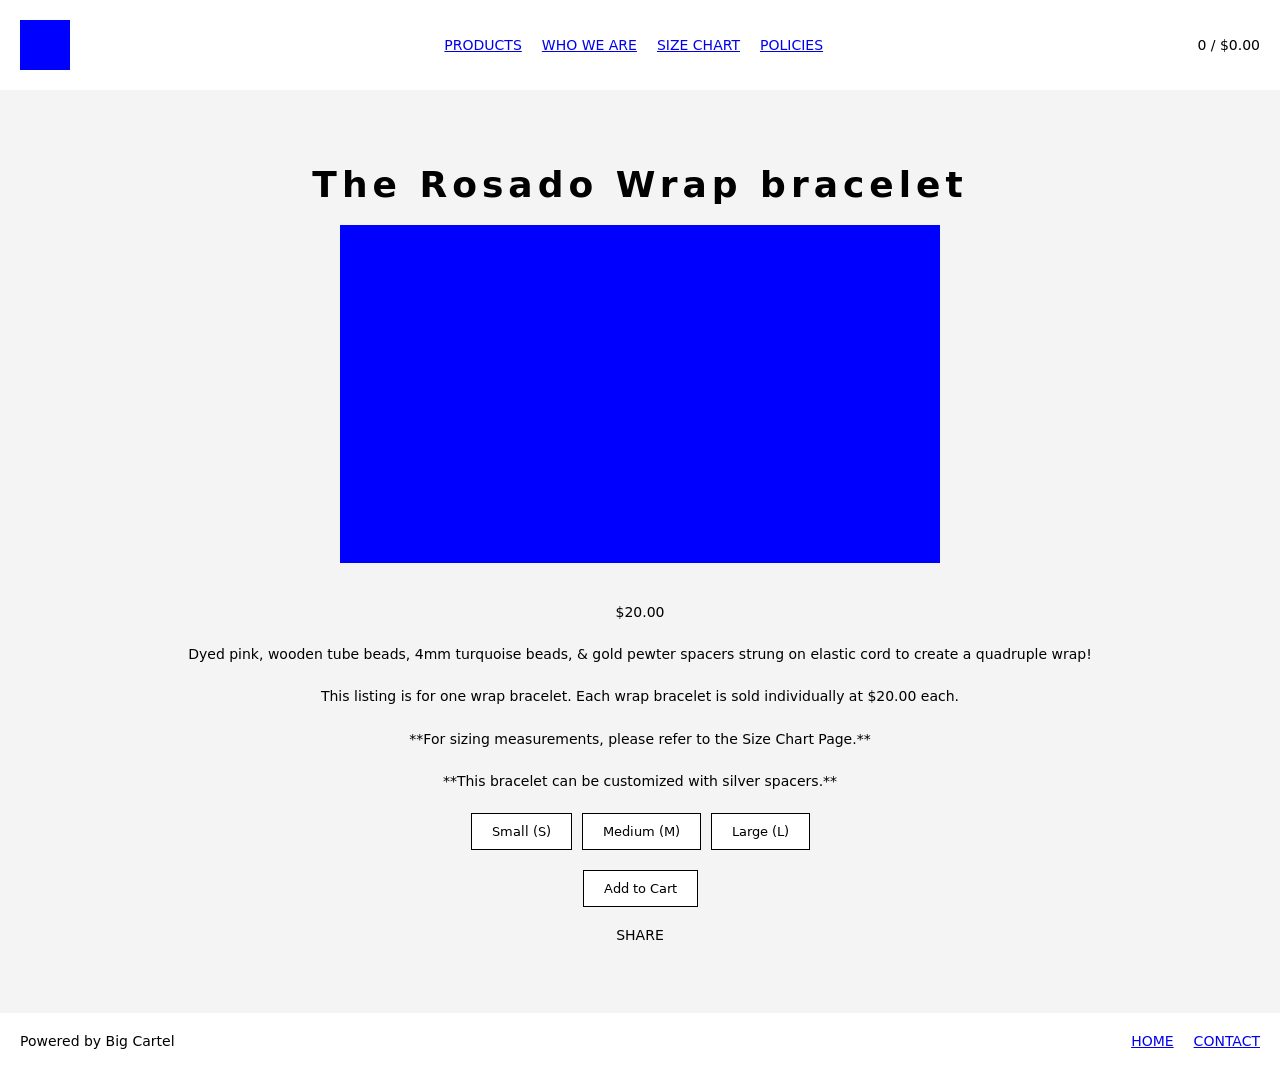 PRODUCTS WHO WE ARE SIZE CHART POLICIES
0 / $0.00
The Rosado Wrap bracelet
$20.00
Dyed pink, wooden tube beads, 4mm turquoise beads, & gold pewter spacers strung on elastic cord to create a quadruple wrap!
This listing is for one wrap bracelet. Each wrap bracelet is sold individually at $20.00 each.
**For sizing measurements, please refer to the Size Chart Page.**
**This bracelet can be customized with silver spacers.**
Small (S) Medium (M) Large (L)
Add to Cart
SHARE
Powered by Big Cartel
HOME CONTACT